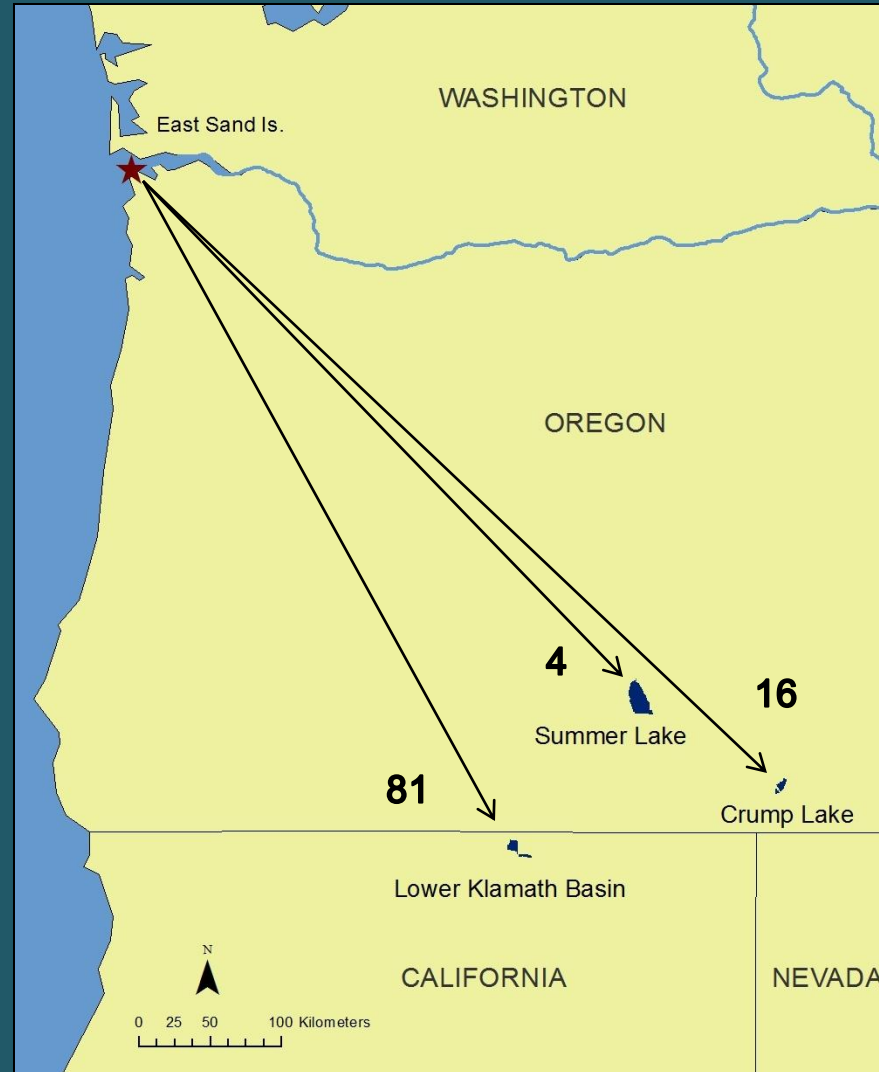 WASHINGTON
East Sand Is.
OREGON
4
16
Summer Lake
81
Crump Lake
Lower Klamath Basin
N
CALIFORNIA
NEVADA
0 25 50 100 Kilometers